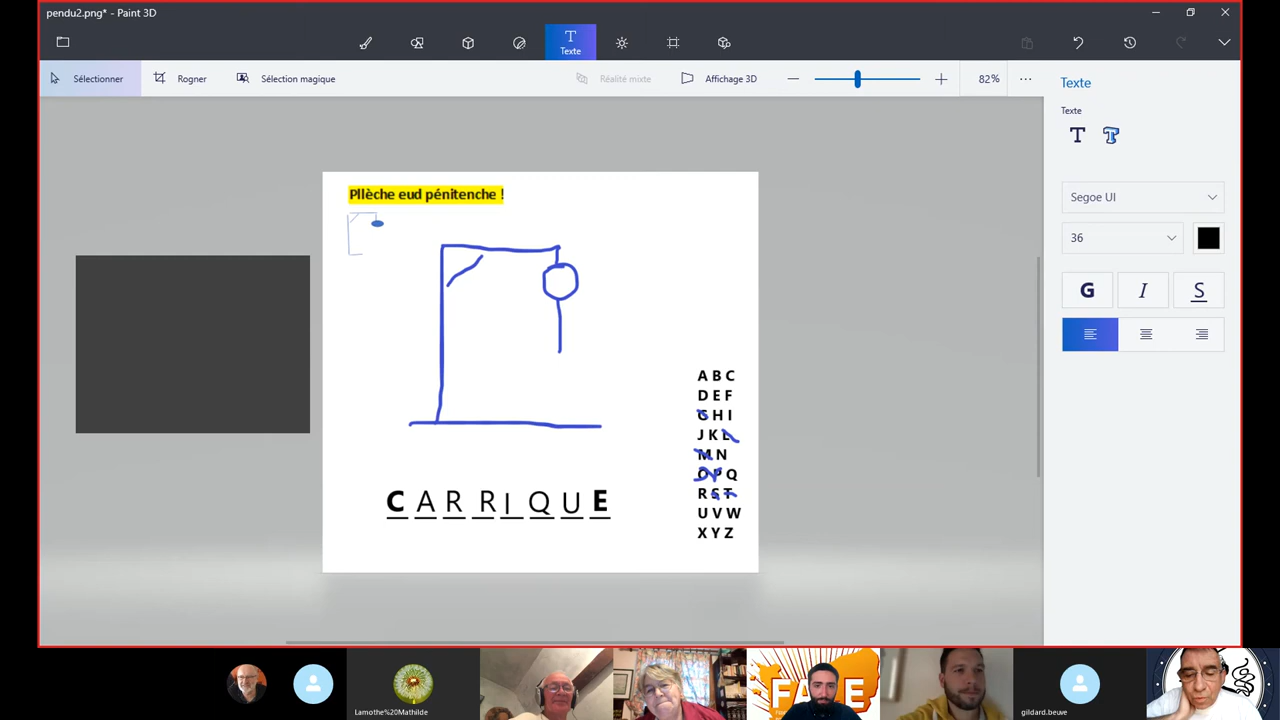 pendu2.png* - Paint 3D
Texte
Sélectionner
Rogner
Sélection magique
Réalité mixte
Affichage 3D
82%
Texte
Texte
Segoe UI
36
G I S
Pllèche eud pénitenche !
A B C
D E F
G H I
J K L
M N
O P Q
R S T
U V W
X Y Z
C A R R I Q U E
Lamothe%20Mathilde
gildard.beuve